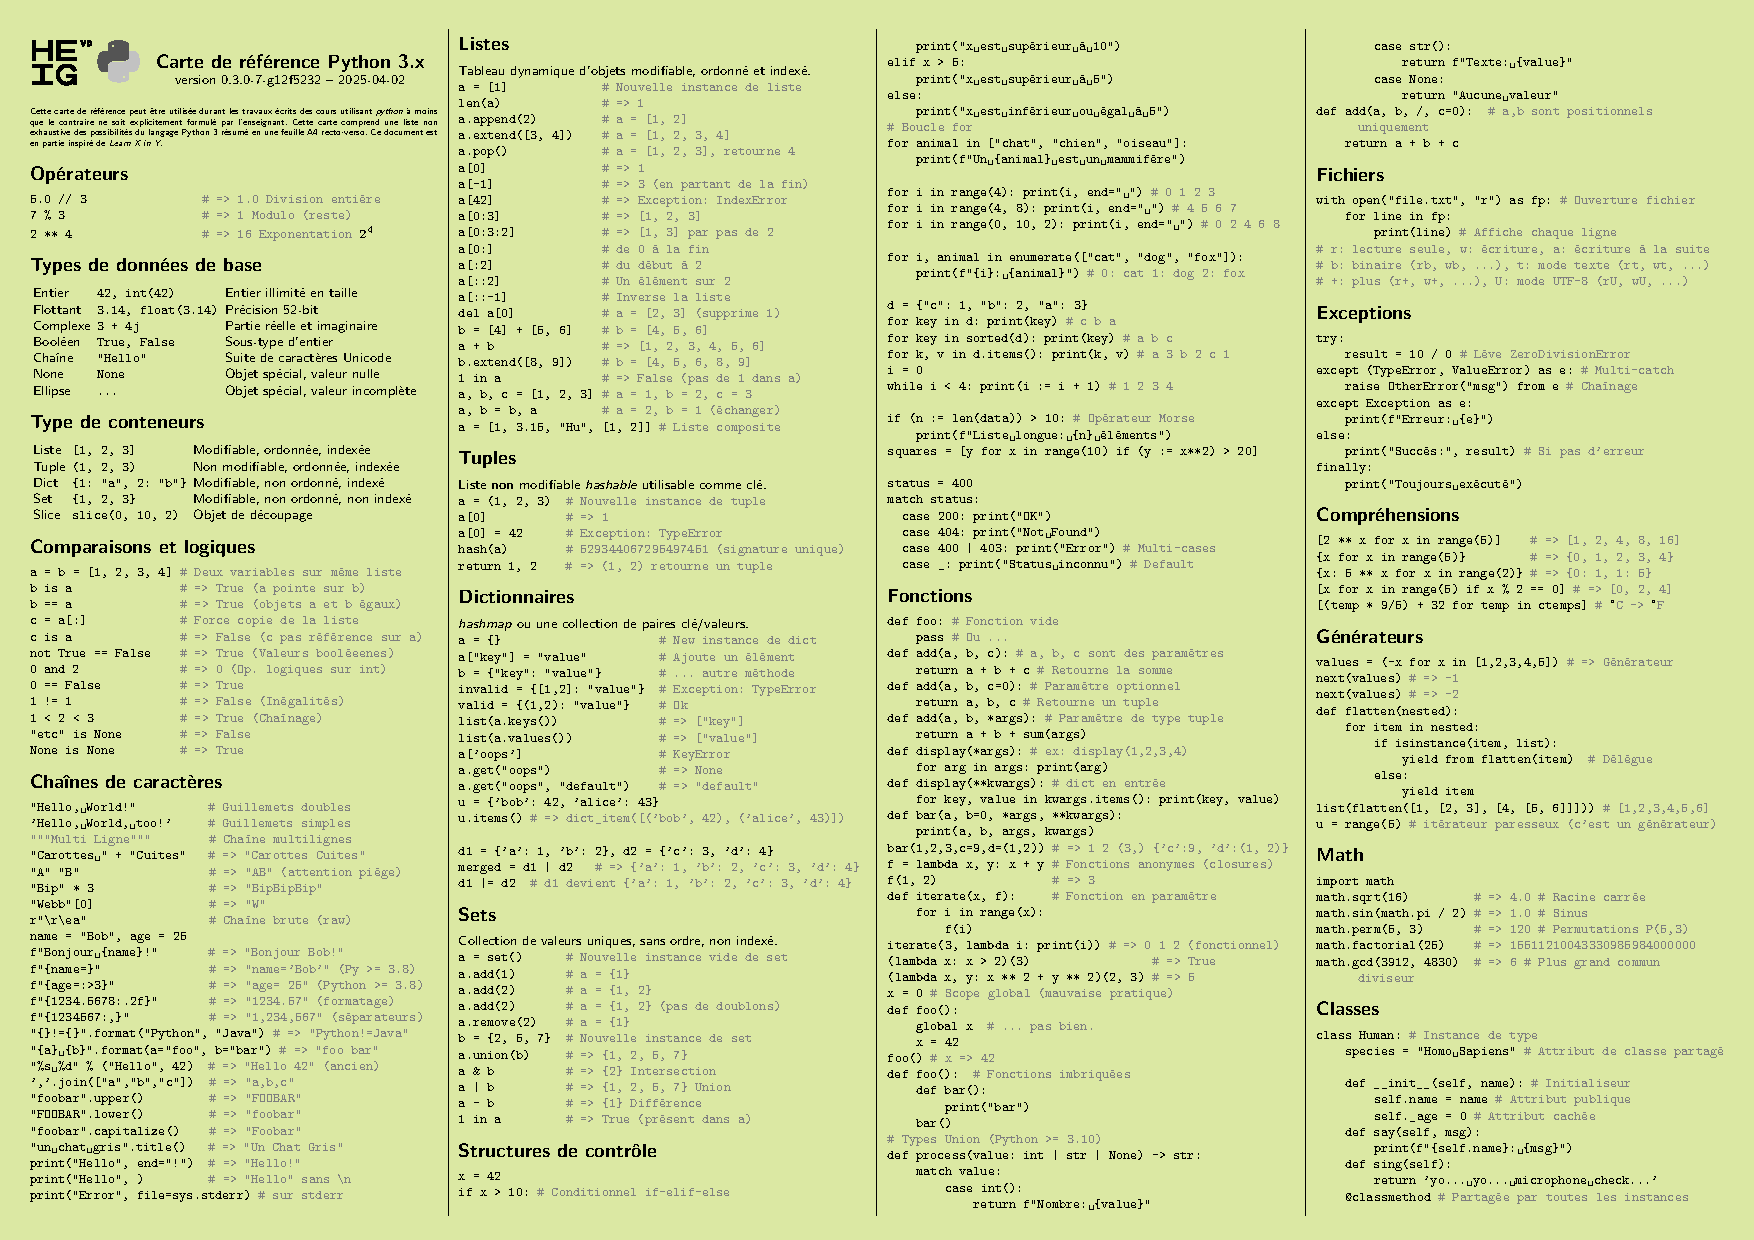 HE VD
IG
Carte de référence Python 3.x
version 0.3.0-7-g12f5232 – 2025-04-02
Cette carte de référence peut être utilisée durant les travaux écrits des cours utilisant python à moins
que le contraire ne soit explicitement formulé par l'enseignant. Cette carte comprend une liste non
exhaustive des possibilités du langage Python 3 résumé en une feuille A4 recto-verso. Ce document est
en partie inspiré de Learn X in Y.
Opérateurs
5.0 // 3 # => 1.0 Division entière
7 % 3 # => 1 Modulo (reste)
2 ** 4 # => 16 Exponentation 2⁴
Types de données de base
Entier 42, int(42) Entier illimité en taille
Flottant 3.14, float(3.14) Précision 52-bit
Complexe 3 + 4j Partie réelle et imaginaire
Booléen True, False Sous-type d'entier
Chaîne "Hello" Suite de caractères Unicode
None None Objet spécial, valeur nulle
Ellipse ... Objet spécial, valeur incomplète
Type de conteneurs
Liste [1, 2, 3] Modifiable, ordonnée, indexée
Tuple (1, 2, 3) Non modifiable, ordonnée, indexée
Dict {1: "a", 2: "b"} Modifiable, non ordonné, indexé
Set {1, 2, 3} Modifiable, non ordonné, non indexé
Slice slice(0, 10, 2) Objet de découpage
Comparaisons et logiques
a = b = [1, 2, 3, 4] # Deux variables sur même liste
b is a # => True (a pointe sur b)
b == a # => True (objets a et b égaux)
c = a[:] # Force copie de la liste
c is a # => False (c pas référence sur a)
not True == False # => True (Valeurs booléeenes)
0 and 2 # => 0 (□p. logiques sur int)
0 == False # => True
1 != 1 # => False (Inégalités)
1 < 2 < 3 # => True (Chaînage)
"etc" is None # => False
None is None # => True
Chaînes de caractères
"Hello,␣World!" # Guillemets doubles
'Hello,␣World,␣too!' # Guillemets simples
"""Multi Ligne""" # Chaîne multilignes
"Carottes␣" + "Cuites" # => "Carottes Cuites"
"A" "B" # => "AB" (attention piège)
"Bip" * 3 # => "BipBipBip"
"Webb"[0] # => "W"
r"\r\ea" # Chaîne brute (raw)
name = "Bob", age = 25
f"Bonjour␣{name}!" # => "Bonjour Bob!"
f"{name=}" # => "name='Bob'" (Py >= 3.8)
f"{age=:>3}" # => "age= 25" (Python >= 3.8)
f"{1234.5678:.2f}" # => "1234.57" (formatage)
f"{1234567:,}" # => "1,234,567" (séparateurs)
"{}!={}".format("Python", "Java") # => "Python!=Java"
"{a}␣{b}".format(a="foo", b="bar") # => "foo bar"
"%s␣%d" % ("Hello", 42) # => "Hello 42" (ancien)
','.join(["a","b","c"]) # => "a,b,c"
"foobar".upper() # => "F□□BAR"
"F□□BAR".lower() # => "foobar"
"foobar".capitalize() # => "Foobar"
"un␣chat␣gris".title() # => "Un Chat Gris"
print("Hello", end="!") # => "Hello!"
print("Hello", ) # => "Hello" sans \n
print("Error", file=sys.stderr) # sur stderr
Listes
Tableau dynamique d'objets modifiable, ordonné et indexé.
a = [1] # Nouvelle instance de liste
len(a) # => 1
a.append(2) # a = [1, 2]
a.extend([3, 4]) # a = [1, 2, 3, 4]
a.pop() # a = [1, 2, 3], retourne 4
a[0] # => 1
a[-1] # => 3 (en partant de la fin)
a[42] # => Exception: IndexError
a[0:3] # => [1, 2, 3]
a[0:3:2] # => [1, 3] par pas de 2
a[0:] # de 0 à la fin
a[:2] # du début à 2
a[::2] # Un élément sur 2
a[::-1] # Inverse la liste
del a[0] # a = [2, 3] (supprime 1)
b = [4] + [5, 6] # b = [4, 5, 6]
a + b # => [1, 2, 3, 4, 5, 6]
b.extend([8, 9]) # b = [4, 5, 6, 8, 9]
1 in a # => False (pas de 1 dans a)
a, b, c = [1, 2, 3] # a = 1, b = 2, c = 3
a, b = b, a # a = 2, b = 1 (échanger)
a = [1, 3.15, "Hu", [1, 2]] # Liste composite
Tuples
Liste non modifiable hashable utilisable comme clé.
a = (1, 2, 3) # Nouvelle instance de tuple
a[0] # => 1
a[0] = 42 # Exception: TypeError
hash(a) # 529344067295497451 (signature unique)
return 1, 2 # => (1, 2) retourne un tuple
Dictionnaires
hashmap ou une collection de paires clé/valeurs.
a = {} # New instance de dict
a["key"] = "value" # Ajoute un élément
b = {"key": "value"} # ... autre méthode
invalid = {[1,2]: "value"} # Exception: TypeError
valid = {(1,2): "value"} # □k
list(a.keys()) # => ["key"]
list(a.values()) # => ["value"]
a['oops'] # KeyError
a.get("oops") # => None
a.get("oops", "default") # => "default"
u = {'bob': 42, 'alice': 43}
u.items() # => dict_item([('bob', 42), ('alice', 43)])
d1 = {'a': 1, 'b': 2}, d2 = {'c': 3, 'd': 4}
merged = d1 | d2 # => {'a': 1, 'b': 2, 'c': 3, 'd': 4}
d1 |= d2 # d1 devient {'a': 1, 'b': 2, 'c': 3, 'd': 4}
Sets
Collection de valeurs uniques, sans ordre, non indexé.
a = set() # Nouvelle instance vide de set
a.add(1) # a = {1}
a.add(2) # a = {1, 2}
a.add(2) # a = {1, 2} (pas de doublons)
a.remove(2) # a = {1}
b = {2, 5, 7} # Nouvelle instance de set
a.union(b) # => {1, 2, 5, 7}
a & b # => {2} Intersection
a | b # => {1, 2, 5, 7} Union
a - b # => {1} Différence
1 in a # => True (présent dans a)
Structures de contrôle
x = 42
if x > 10: # Conditionnel if-elif-else
print("x␣est␣supérieur␣à␣10")
elif x > 5:
print("x␣est␣supérieur␣à␣5")
else:
print("x␣est␣inférieur␣ou␣égal␣à␣5")
# Boucle for
for animal in ["chat", "chien", "oiseau"]:
print(f"Un␣{animal}␣est␣un␣mammifère")
for i in range(4): print(i, end="␣") # 0 1 2 3
for i in range(4, 8): print(i, end="␣") # 4 5 6 7
for i in range(0, 10, 2): print(i, end="␣") # 0 2 4 6 8
for i, animal in enumerate(["cat", "dog", "fox"]):
print(f"{i}:␣{animal}") # 0: cat 1: dog 2: fox
d = {"c": 1, "b": 2, "a": 3}
for key in d: print(key) # c b a
for key in sorted(d): print(key) # a b c
for k, v in d.items(): print(k, v) # a 3 b 2 c 1
i = 0
while i < 4: print(i := i + 1) # 1 2 3 4
if (n := len(data)) > 10: # □pérateur Morse
print(f"Liste␣longue:␣{n}␣éléments")
squares = [y for x in range(10) if (y := x**2) > 20]
status = 400
match status:
case 200: print("□K")
case 404: print("Not␣Found")
case 400 | 403: print("Error") # Multi-cases
case _: print("Status␣inconnu") # Default
Fonctions
def foo: # Fonction vide
pass # □u ...
def add(a, b, c): # a, b, c sont des paramètres
return a + b + c # Retourne la somme
def add(a, b, c=0): # Paramètre optionnel
return a, b, c # Retourne un tuple
def add(a, b, *args): # Paramètre de type tuple
return a + b + sum(args)
def display(*args): # ex: display(1,2,3,4)
for arg in args: print(arg)
def display(**kwargs): # dict en entrée
for key, value in kwargs.items(): print(key, value)
def bar(a, b=0, *args, **kwargs):
print(a, b, args, kwargs)
bar(1,2,3,c=9,d=(1,2)) # => 1 2 (3,) {'c':9, 'd':(1, 2)}
f = lambda x, y: x + y # Fonctions anonymes (closures)
f(1, 2) # => 3
def iterate(x, f): # Fonction en paramètre
for i in range(x):
f(i)
iterate(3, lambda i: print(i)) # => 0 1 2 (fonctionnel)
(lambda x: x > 2)(3) # => True
(lambda x, y: x ** 2 + y ** 2)(2, 3) # => 5
x = 0 # Scope global (mauvaise pratique)
def foo():
global x # ... pas bien.
x = 42
foo() # x => 42
def foo(): # Fonctions imbriquées
def bar():
print("bar")
bar()
# Types Union (Python >= 3.10)
def process(value: int | str | None) -> str:
match value:
case int():
return f"Nombre:␣{value}"
case str():
return f"Texte:␣{value}"
case None:
return "Aucune␣valeur"
def add(a, b, /, c=0): # a,b sont positionnels
uniquement
return a + b + c
Fichiers
with open("file.txt", "r") as fp: # □uverture fichier
for line in fp:
print(line) # Affiche chaque ligne
# r: lecture seule, w: écriture, a: écriture à la suite
# b: binaire (rb, wb, ...), t: mode texte (rt, wt, ...)
# +: plus (r+, w+, ...), U: mode UTF-8 (rU, wU, ...)
Exceptions
try:
result = 10 / 0 # Lève ZeroDivisionError
except (TypeError, ValueError) as e: # Multi-catch
raise □therError("msg") from e # Chaînage
except Exception as e:
print(f"Erreur:␣{e}")
else:
print("Succès:", result) # Si pas d'erreur
finally:
print("Toujours␣exécuté")
Compréhensions
[2 ** x for x in range(5)] # => [1, 2, 4, 8, 16]
{x for x in range(5)} # => {0, 1, 2, 3, 4}
{x: 5 ** x for x in range(2)} # => {0: 1, 1: 5}
[x for x in range(5) if x % 2 == 0] # => [0, 2, 4]
[(temp * 9/5) + 32 for temp in ctemps] # °C -> °F
Générateurs
values = (-x for x in [1,2,3,4,5]) # => Générateur
next(values) # => -1
next(values) # => -2
def flatten(nested):
for item in nested:
if isinstance(item, list):
yield from flatten(item) # Délègue
else:
yield item
list(flatten([1, [2, 3], [4, [5, 6]]])) # [1,2,3,4,5,6]
u = range(5) # itérateur paresseux (c'est un générateur)
Math
import math
math.sqrt(16) # => 4.0 # Racine carrée
math.sin(math.pi / 2) # => 1.0 # Sinus
math.perm(6, 3) # => 120 # Permutations P(6,3)
math.factorial(25) # => 15511210043330985984000000
math.gcd(3912, 4830) # => 6 # Plus grand commun
diviseur
Classes
class Human: # Instance de type
species = "Homo␣Sapiens" # Attribut de classe partagé
def __init__(self, name): # Initialiseur
self.name = name # Attribut publique
self._age = 0 # Attribut cachée
def say(self, msg):
print(f"{self.name}:␣{msg}")
def sing(self):
return 'yo...␣yo...␣microphone␣check...'
@classmethod # Partagée par toutes les instances